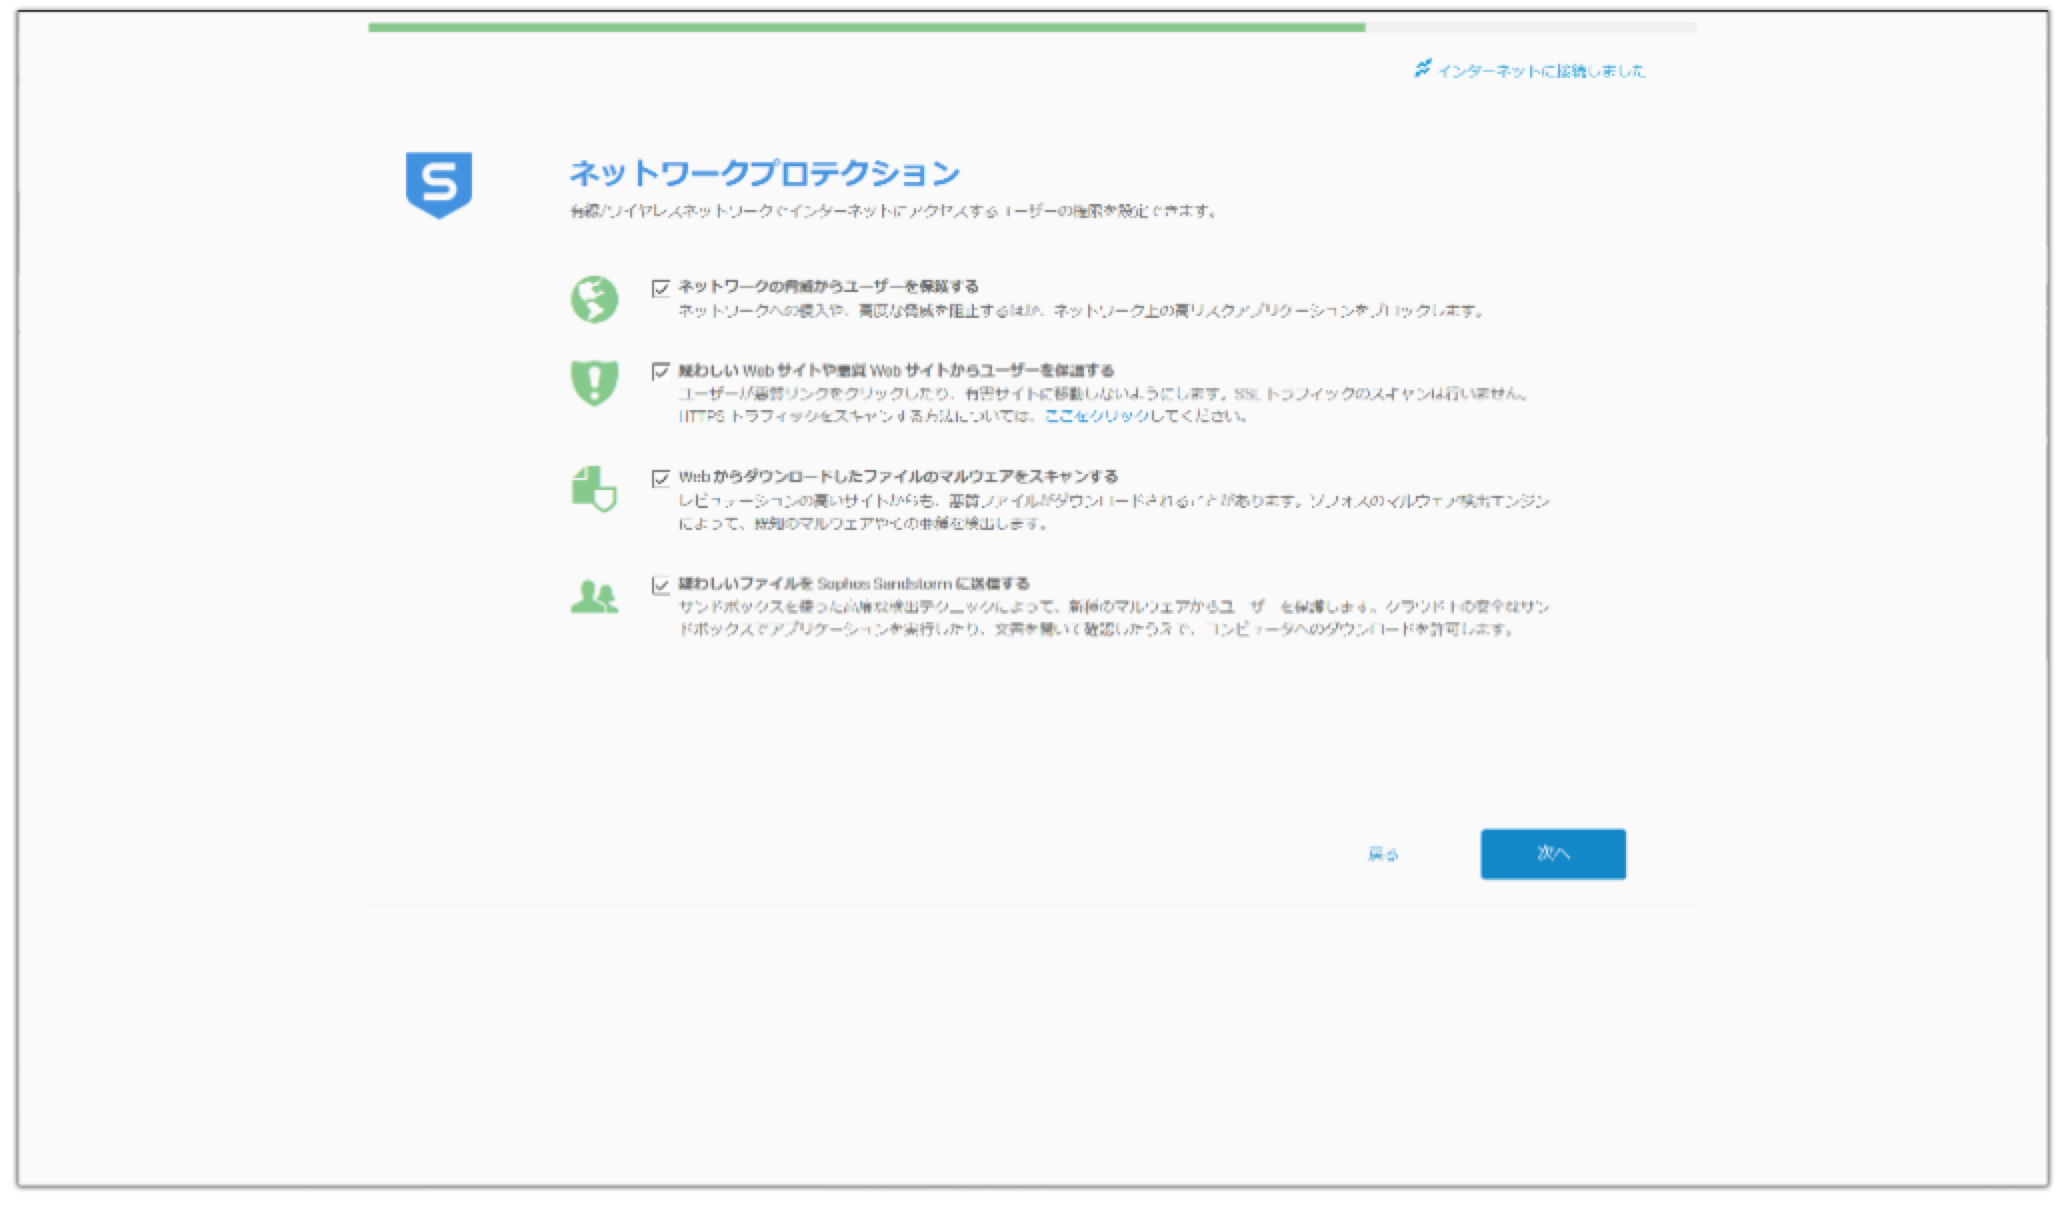 インターネットに接続しました
S
ネットワークプロテクション
有線/ワイヤレスネットワークでインターネットにアクセスするユーザーの権限を設定できます。
ネットワークの脅威からユーザーを保護する
ネットワークへの侵入や、高度な脅威を阻止するほか、ネットワーク上の高リスクアプリケーションをブロックします。
疑わしい Web サイトや悪質 Web サイトからユーザーを保護する
ユーザーが悪質リンクをクリックしたり、有害サイトに移動しないようにします。SSL トラフィックのスキャンは行いません。
HTTPS トラフィックをスキャンする方法については、ここをクリックしてください。
Web からダウンロードしたファイルのマルウェアをスキャンする
レピュテーションの高いサイトからも、悪質ファイルがダウンロードされることがあります。ソフォスのマルウェア検出エンジン
によって、既知のマルウェアやその亜種を検出します。
疑わしいファイルを Sophos Sandstorm に送信する
サンドボックスを使った高度な検出テクニックによって、新種のマルウェアからユーザーを保護します。クラウド上の安全なサン
ドボックスでアプリケーションを実行したり、文書を開いて確認したうえで、コンピュータへのダウンロードを許可します。
戻る
次へ